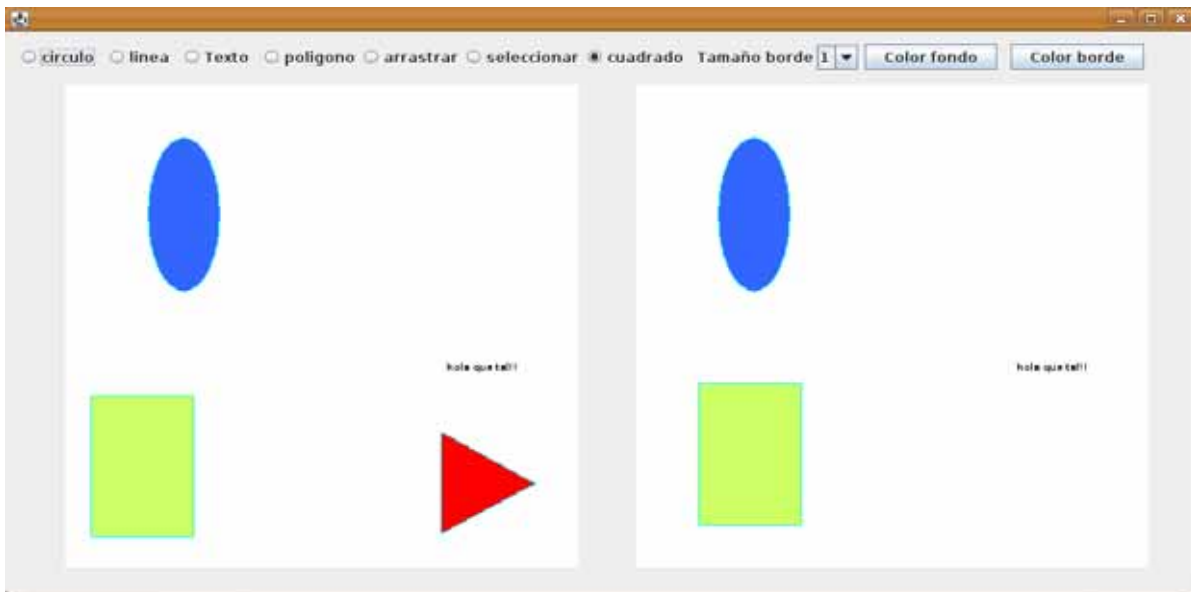 circulo linea Texto poligono arrastrar seleccionar cuadrado Tamaño borde 1 Color fondo Color borde
hola que tal!! hola que tal!!